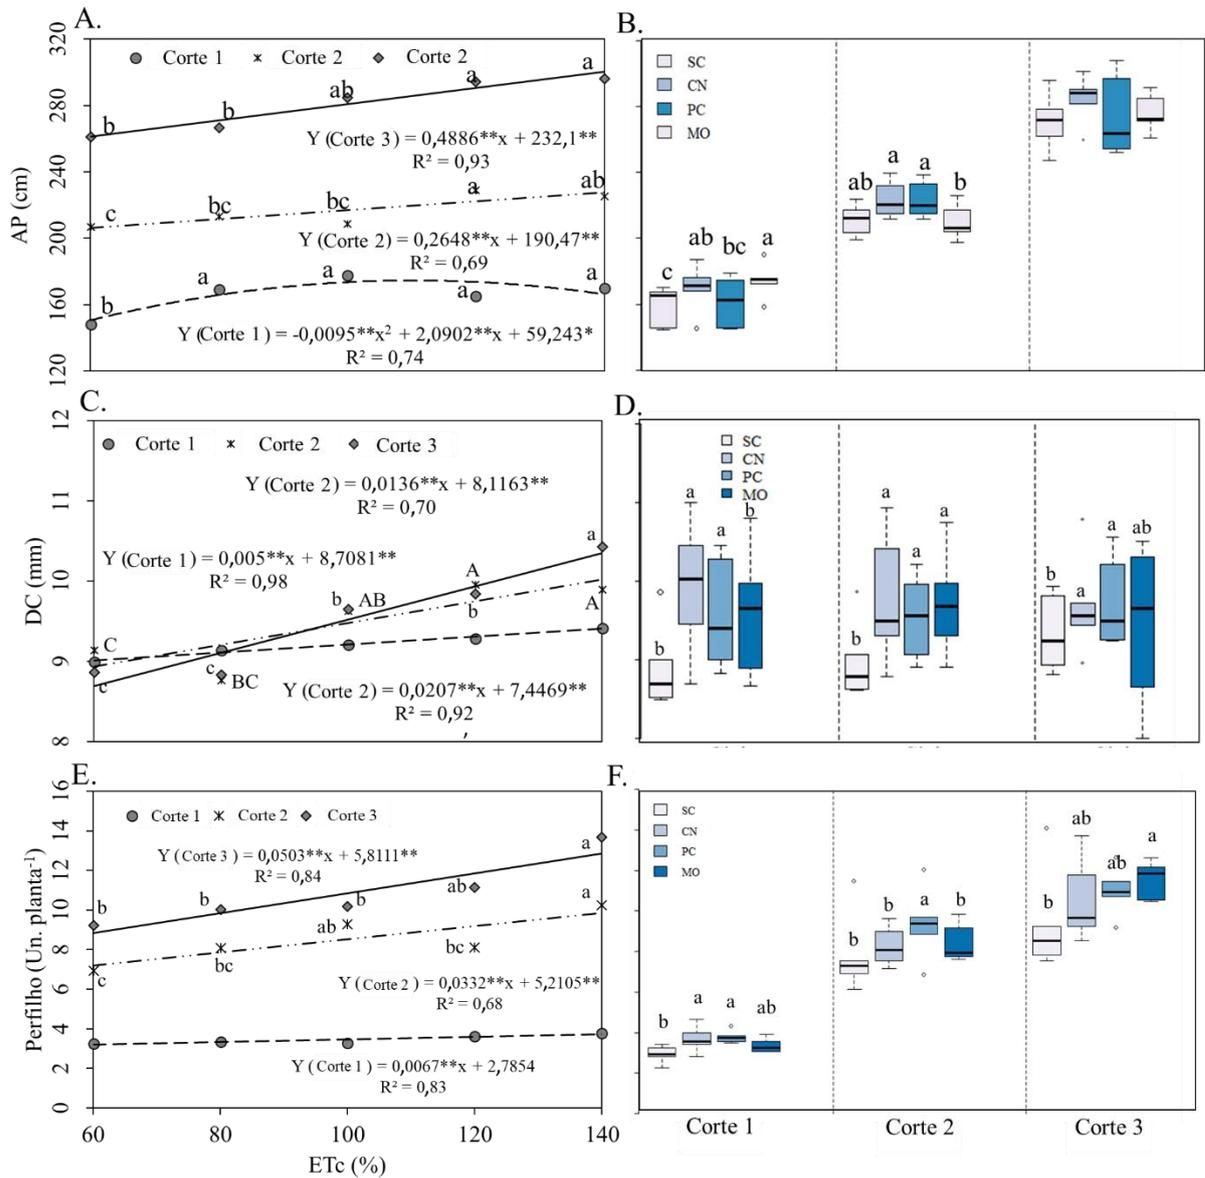 A.
320
280
240
200
160
120
AP (cm)
Corte 1 Corte 2 Corte 2
b b ab a a
Y (Corte 3) = 0,4886**x + 232,1**
R² = 0,93
c bc bc a ab
Y (Corte 2) = 0,2648**x + 190,47**
R² = 0,69
b a a a a
Y (Corte 1) = -0,0095**x² + 2,0902**x + 59,243*
R² = 0,74
B.
SC
CN
PC
MO
c ab bc a
ab a a b
C.
12
11
10
9
8
DC (mm)
Corte 1 Corte 2 Corte 3
Y (Corte 2) = 0,0136**x + 8,1163**
R² = 0,70
Y (Corte 1) = 0,005**x + 8,7081**
R² = 0,98
a
A
b AB
b
A
C
c
c BC
Y (Corte 2) = 0,0207**x + 7,4469**
R² = 0,92
,
D.
SC
CN
PC
MO
b a a b
b a a a
b a a ab
E.
16
14
12
10
8
6
4
2
0
Perfilho (Un. planta⁻¹)
Corte 1 Corte 2 Corte 3
Y (Corte 3) = 0,0503**x + 5,8111**
R² = 0,84
b b b ab a
c bc ab bc a
Y (Corte 2) = 0,0332**x + 5,2105**
R² = 0,68
Y (Corte 1) = 0,0067**x + 2,7854
R² = 0,83
60 80 100 120 140
ETc (%)
F.
SC
CN
PC
MO
b a a ab
b b a b
b ab ab a
Corte 1 Corte 2 Corte 3